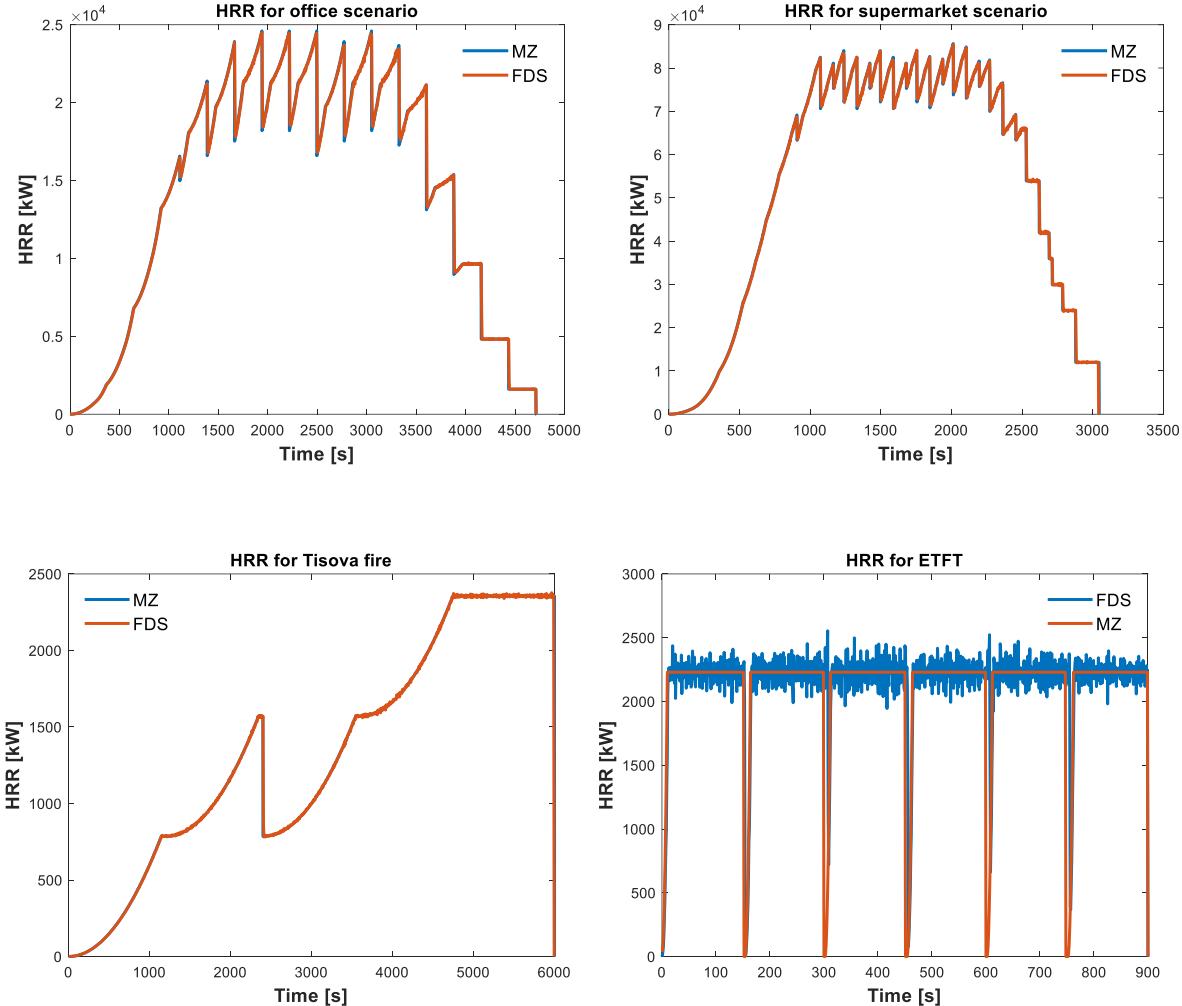 HRR for office scenario
×10⁴
2.5
2
1.5
1
0.5
0
HRR [kW]
MZ
FDS
0 500 1000 1500 2000 2500 3000 3500 4000 4500 5000
Time [s]
HRR for supermarket scenario
×10⁴
9
8
7
6
5
4
3
2
1
0
HRR [kW]
MZ
FDS
0 500 1000 1500 2000 2500 3000 3500
Time [s]
HRR for Tisova fire
2500
2000
1500
1000
500
0
HRR [kW]
MZ
FDS
0 1000 2000 3000 4000 5000 6000
Time [s]
HRR for ETFT
3000
2500
2000
1500
1000
500
0
HRR [kW]
FDS
MZ
0 100 200 300 400 500 600 700 800 900
Time [s]